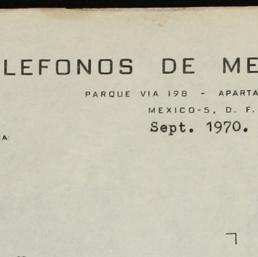 LEFONOS DE ME
PARQUE VIA 198 - APARTA
MEXICO-5, D. F.
Sept. 1970.